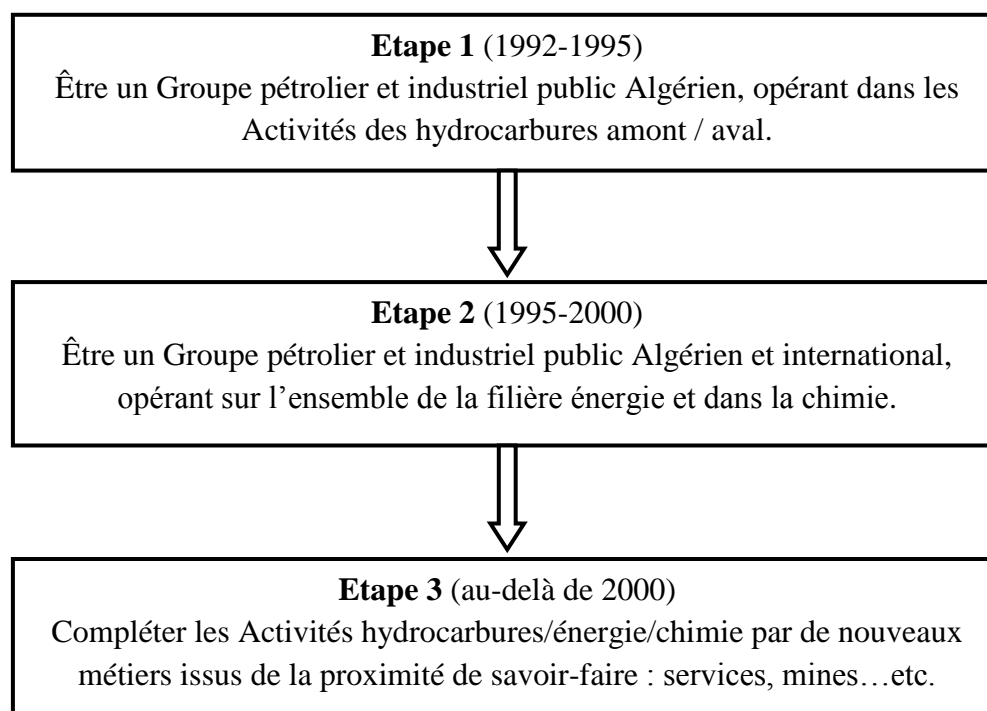 Etape 1 (1992-1995)
Être un Groupe pétrolier et industriel public Algérien, opérant dans les
Activités des hydrocarbures amont / aval.
Etape 2 (1995-2000)
Être un Groupe pétrolier et industriel public Algérien et international,
opérant sur l’ensemble de la filière énergie et dans la chimie.
Etape 3 (au-delà de 2000)
Compléter les Activités hydrocarbures/énergie/chimie par de nouveaux
métiers issus de la proximité de savoir-faire : services, mines…etc.